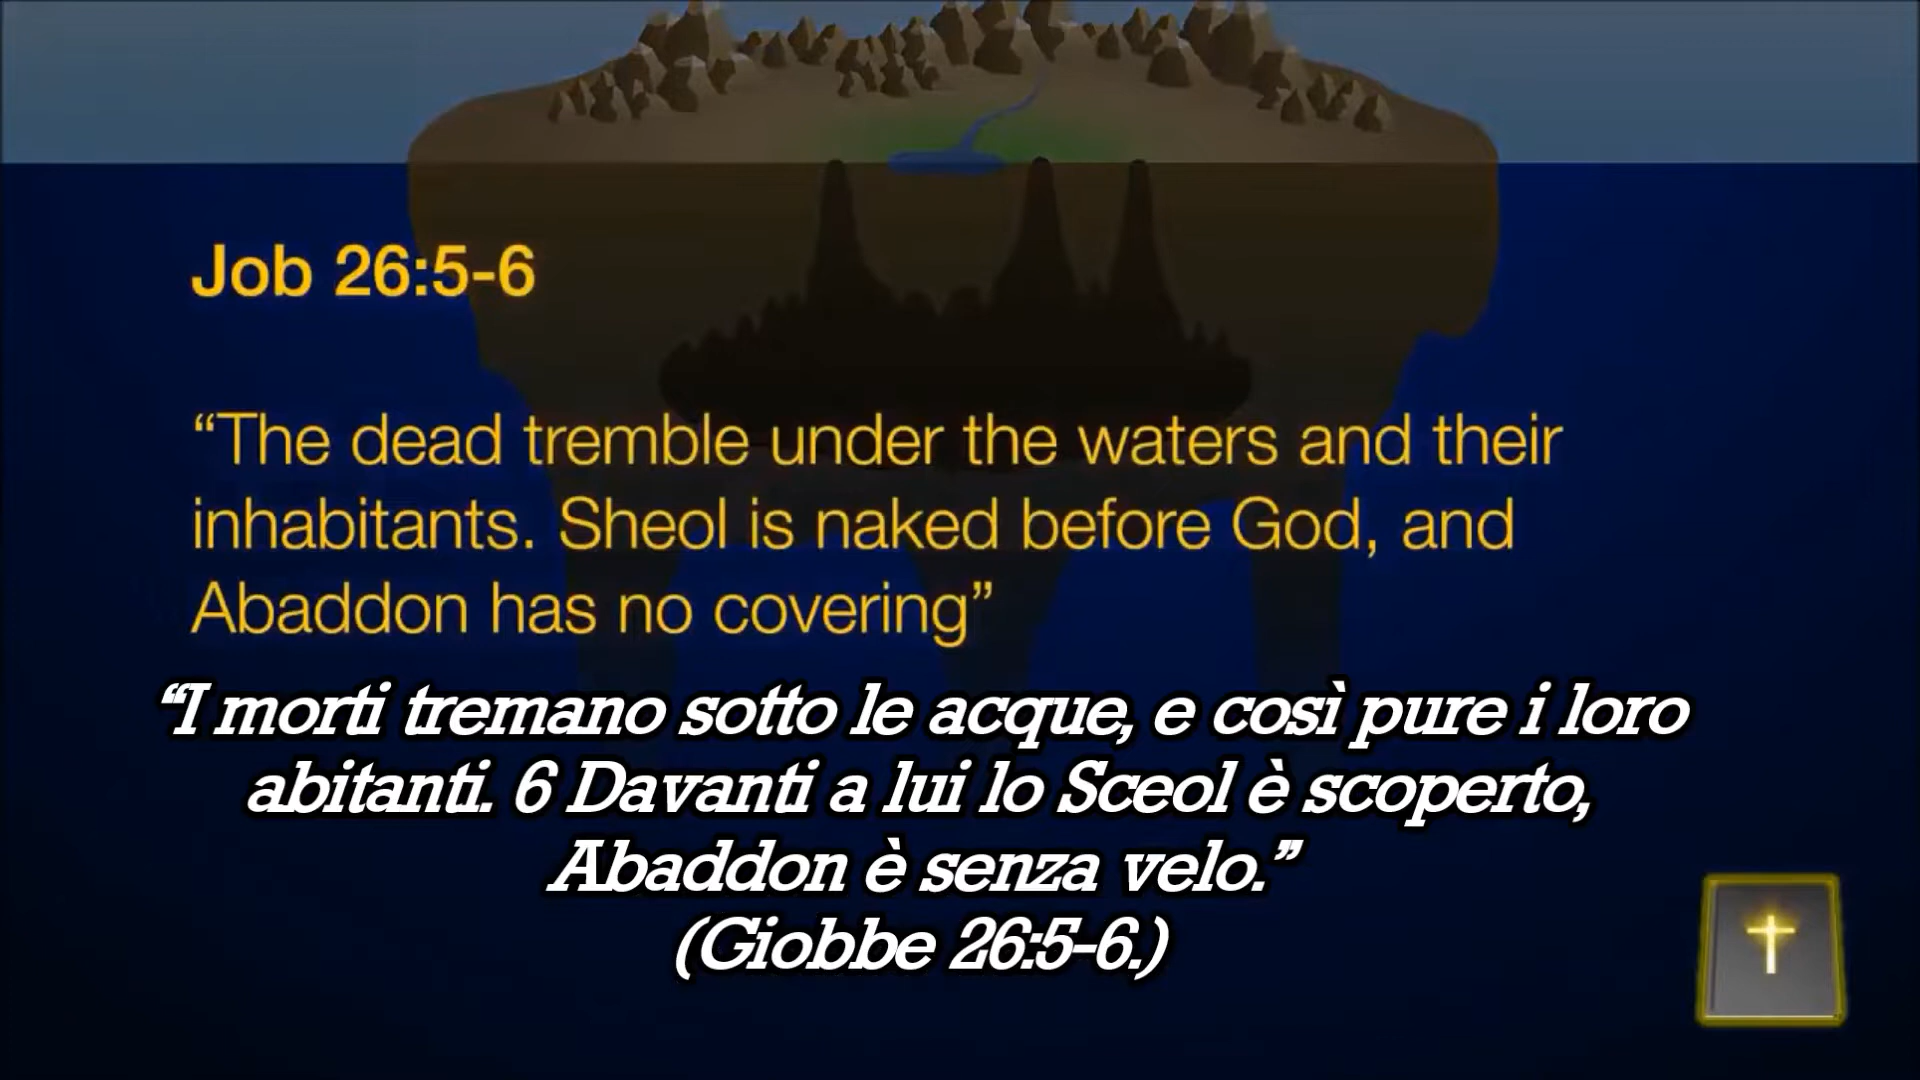 Job 26:5-6
“The dead tremble under the waters and their
inhabitants. Sheol is naked before God, and
Abaddon has no covering”
“I morti tremano sotto le acque, e così pure i loro
abitanti. 6 Davanti a lui lo Sceol è scoperto,
Abaddon è senza velo.”
(Giobbe 26:5-6.)